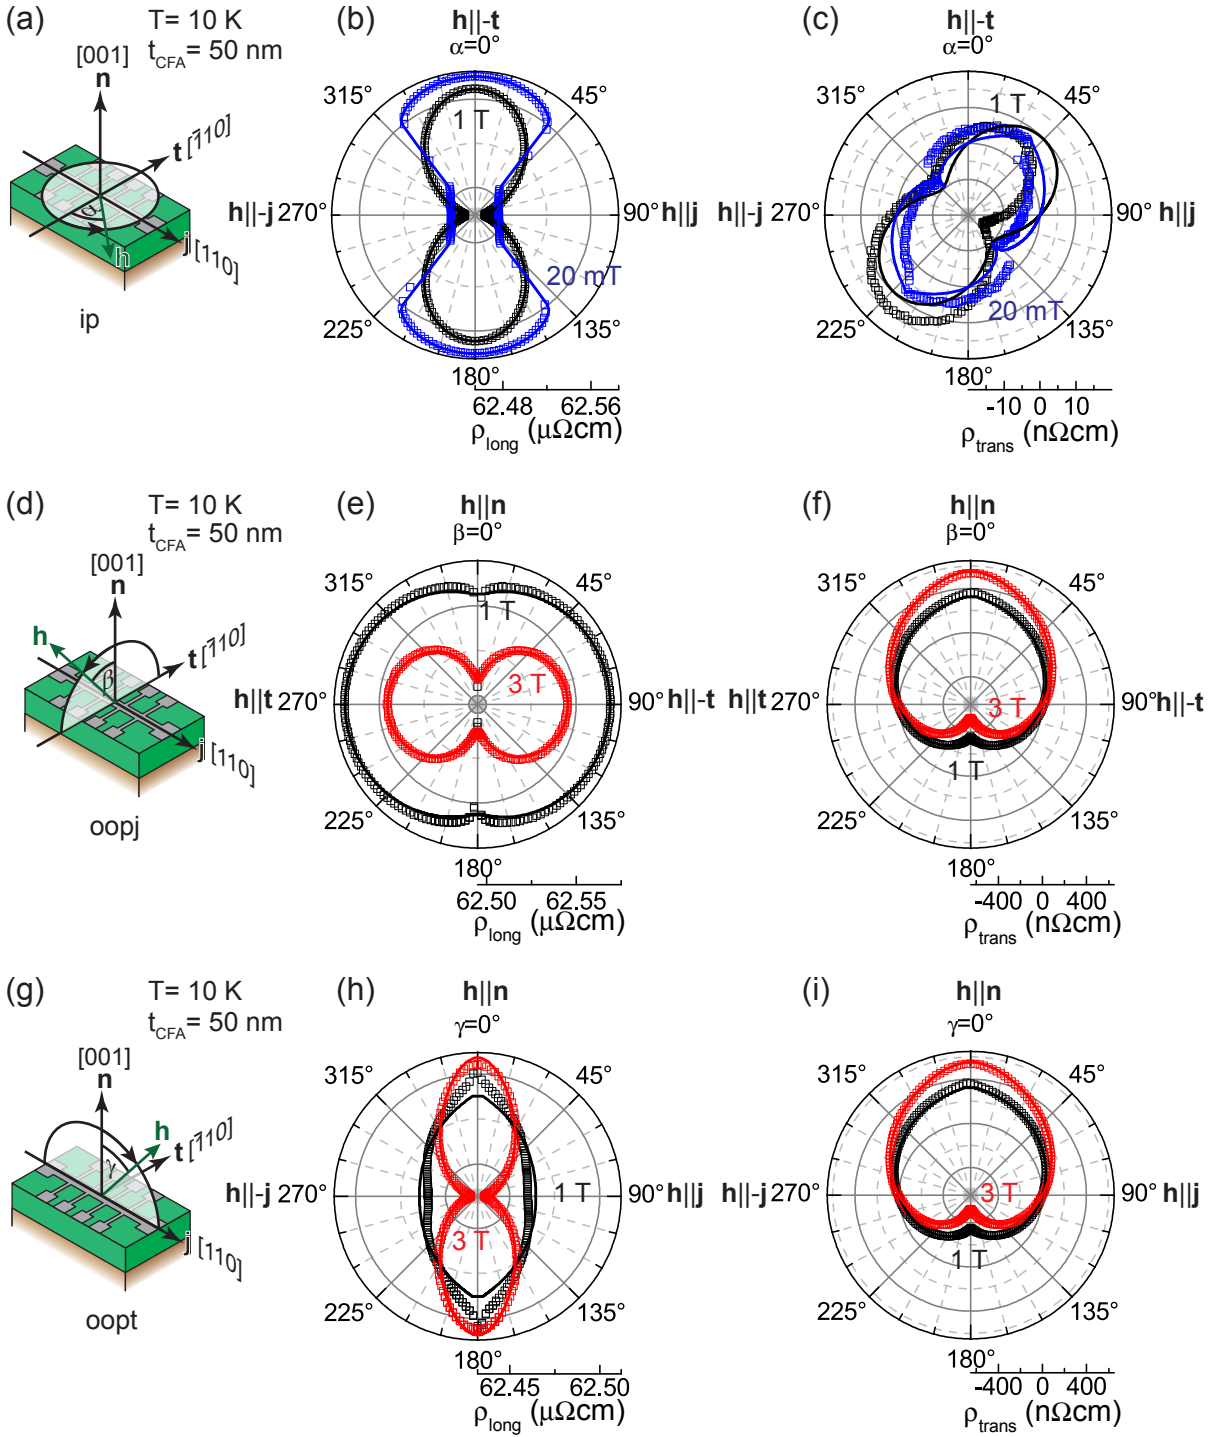 (a)
T= 10 K
t_CFA = 50 nm
[001]
n
t [1̄10]
α
h
j [110]
ip
(b)
h||-t
α=0°
315°
45°
1 T
h||-j 270°
90° h||j
20 mT
225°
135°
180°
62.48 62.56
ρ_long (μΩcm)
(c)
h||-t
α=0°
315°
45°
1 T
h||-j 270°
90° h||j
20 mT
225°
135°
180°
-10 0 10
ρ_trans (nΩcm)
(d)
T= 10 K
t_CFA = 50 nm
[001]
n
h
t [1̄10]
β
j [110]
oopj
(e)
h||n
β=0°
315°
45°
1 T
3 T
h||t 270°
90° h||-t
225°
135°
180°
62.50 62.55
ρ_long (μΩcm)
(f)
h||n
β=0°
315°
45°
h||t 270°
90° h||-t
3 T
1 T
225°
135°
180°
-400 0 400
ρ_trans (nΩcm)
(g)
T= 10 K
t_CFA = 50 nm
[001]
n
h
t [1̄10]
γ
j [110]
oopt
(h)
h||n
γ=0°
315°
45°
h||-j 270°
1 T
90° h||j
3 T
225°
135°
180°
62.45 62.50
ρ_long (μΩcm)
(i)
h||n
γ=0°
315°
45°
h||-j 270°
90° h||j
3 T
1 T
225°
135°
180°
-400 0 400
ρ_trans (nΩcm)